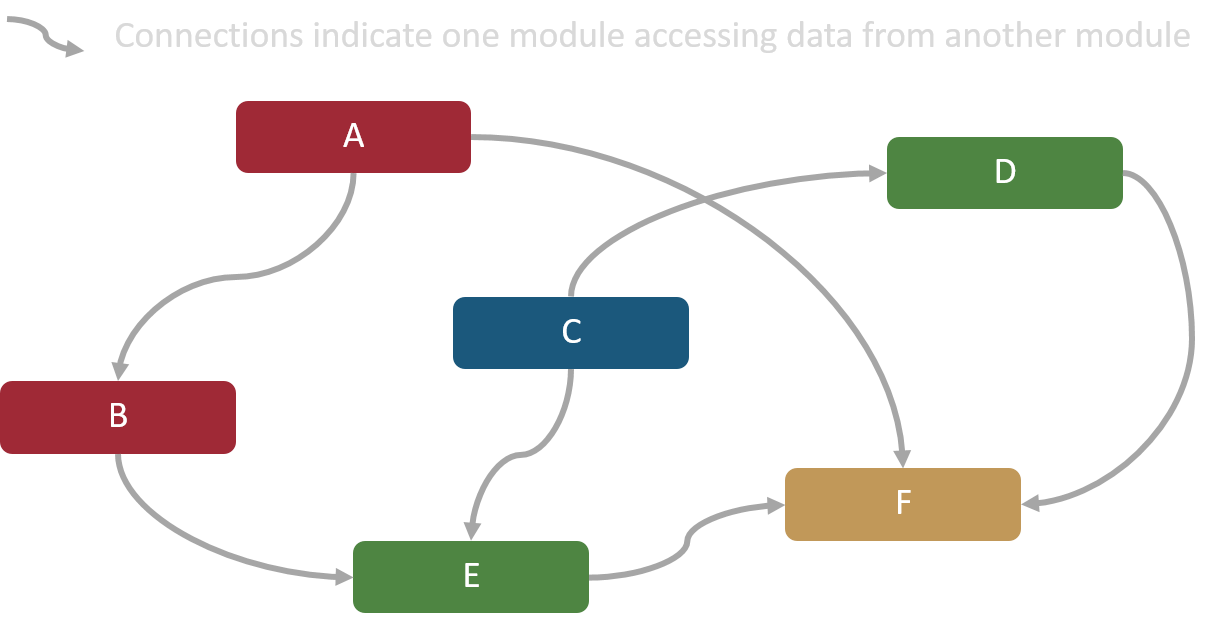 Connections indicate one module accessing data from another module
A
D
C
B
F
E